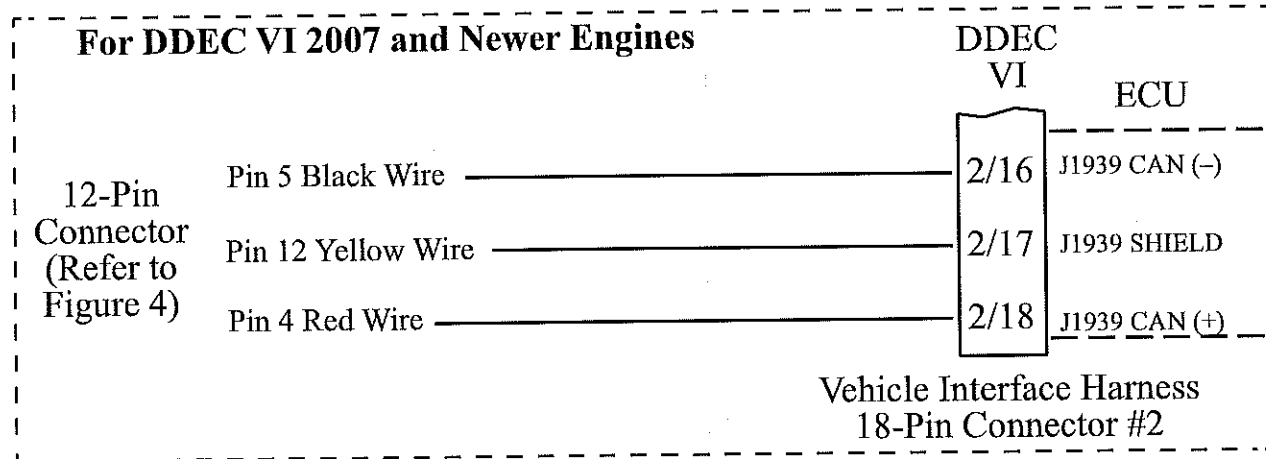 For DDEC VI 2007 and Newer Engines
DDEC
VI
ECU
12-Pin
Connector
(Refer to
Figure 4)
Pin 5 Black Wire
2/16
J1939 CAN (–)
Pin 12 Yellow Wire
2/17
J1939 SHIELD
Pin 4 Red Wire
2/18
J1939 CAN (+)
Vehicle Interface Harness
18-Pin Connector #2